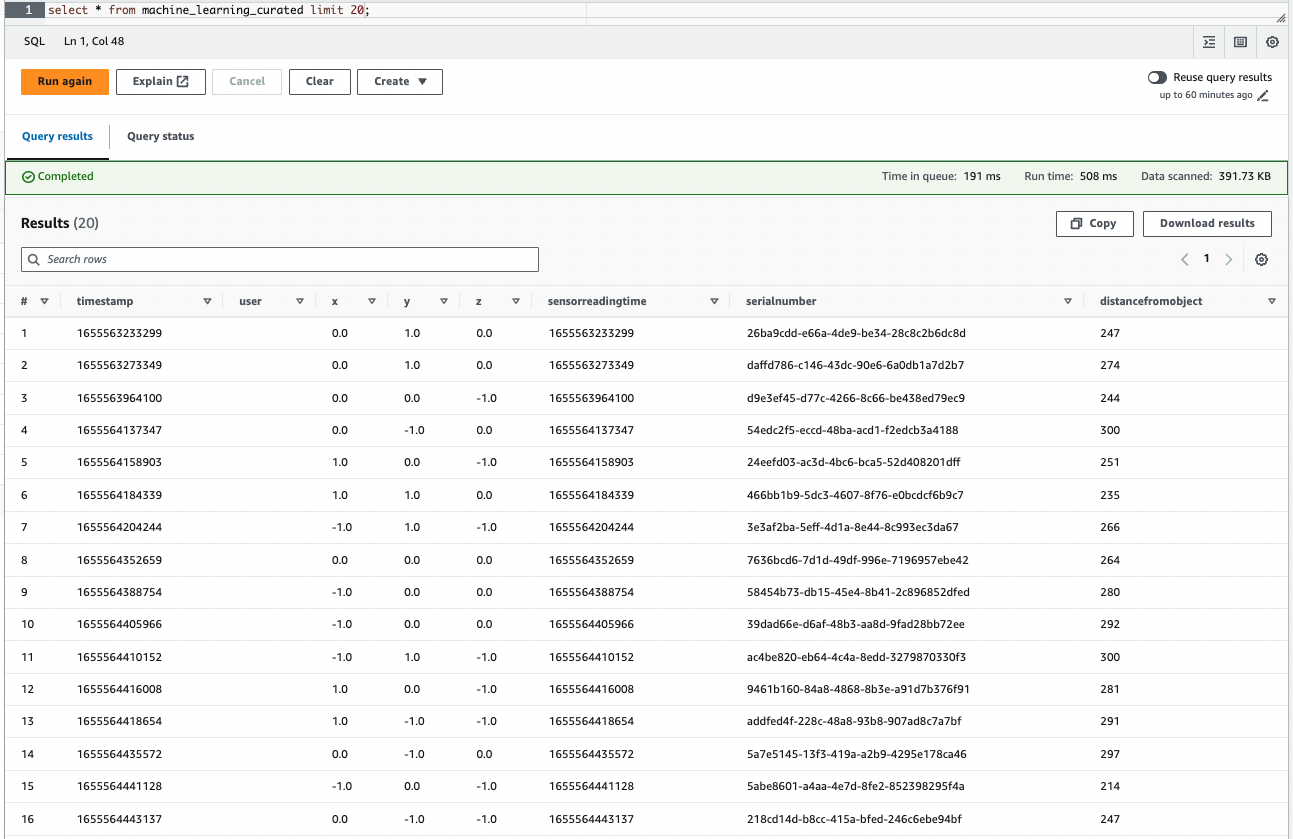 1 select * from machine_learning_curated limit 20;
SQL Ln 1, Col 48
Run again Explain Cancel Clear Create Reuse query results
up to 60 minutes ago
Query results Query status
Completed Time in queue: 191 ms Run time: 508 ms Data scanned: 391.73 KB
Results (20) Copy Download results
Search rows 1
# timestamp user x y z sensorreadingtime serialnumber distancefromobject
1 1655563233299 0.0 1.0 0.0 1655563233299 26ba9cdd-e66a-4de9-be34-28c8c2b6dc8d 247
2 1655563273349 0.0 1.0 0.0 1655563273349 daffd786-c146-43dc-90e6-6a0db1a7d2b7 274
3 1655563964100 0.0 0.0 -1.0 1655563964100 d9e3ef45-d77c-4266-8c66-be438ed79ec9 244
4 1655564137347 0.0 -1.0 0.0 1655564137347 54edc2f5-eccd-48ba-acd1-f2edcb3a4188 300
5 1655564158903 1.0 0.0 -1.0 1655564158903 24eefd03-ac3d-4bc6-bca5-52d408201dff 251
6 1655564184339 1.0 1.0 0.0 1655564184339 466bb1b9-5dc3-4607-8f76-e0bcdcf6b9c7 235
7 1655564204244 -1.0 1.0 -1.0 1655564204244 3e3af2ba-5eff-4d1a-8e44-8c993ec3da67 266
8 1655564352659 0.0 0.0 0.0 1655564352659 7636bcd6-7d1d-49df-996e-7196957ebe42 264
9 1655564388754 -1.0 0.0 0.0 1655564388754 58454b73-db15-45e4-8b41-2c896852dfed 280
10 1655564405966 -1.0 0.0 0.0 1655564405966 39dad66e-d6af-48b3-aa8d-9fad28bb72ee 292
11 1655564410152 -1.0 1.0 -1.0 1655564410152 ac4be820-eb64-4c4a-8edd-3279870330f3 300
12 1655564416008 1.0 0.0 -1.0 1655564416008 9461b160-84a8-4868-8b3e-a91d7b376f91 281
13 1655564418654 1.0 -1.0 -1.0 1655564418654 addfed4f-228c-48a8-93b8-907ad8c7a7bf 291
14 1655564435572 0.0 -1.0 0.0 1655564435572 5a7e5145-13f3-419a-a2b9-4295e178ca46 297
15 1655564441128 -1.0 0.0 -1.0 1655564441128 5abe8601-a4aa-4e7d-8fe2-852398295f4a 214
16 1655564443137 0.0 -1.0 -1.0 1655564443137 218cd14d-b8cc-415a-bfed-246c6ebe94bf 247